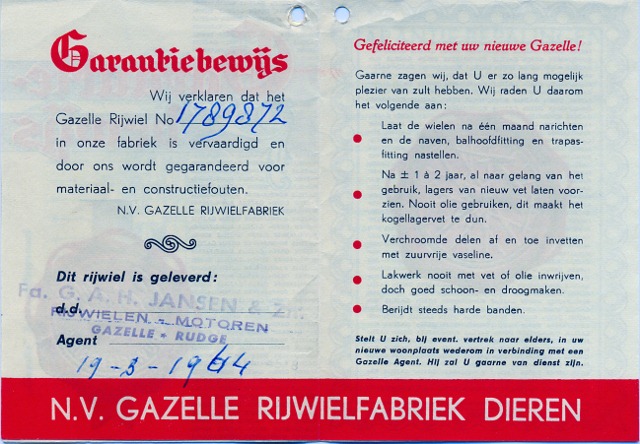 Garantiebewijs
Wij verklaren dat het
Gazelle Rijwiel No 1789872
in onze fabriek is vervaardigd en
door ons wordt gegarandeerd voor
materiaal- en constructiefouten.
N.V. GAZELLE RIJWIELFABRIEK
Dit rijwiel is geleverd:
Fa. G. A. H. JANSEN & Zn.
d.d.
RIJWIELEN - MOTOREN
GAZELLE * RUDGE
Agent
19-3-1964
Gefeliciteerd met uw nieuwe Gazelle!
Gaarne zagen wij, dat U er zo lang mogelijk
plezier van zult hebben. Wij raden U daarom
het volgende aan:
Laat de wielen na één maand narichten
en de naven, balhoofdfitting en trapas-
fitting nastellen.
Na ± 1 à 2 jaar, al naar gelang van het
gebruik, lagers van nieuw vet laten voor-
zien. Nooit olie gebruiken, dit maakt het
kogellagervet te dun.
Verchroomde delen af en toe invetten
met zuurvrije vaseline.
Lakwerk nooit met vet of olie inwrijven,
doch goed schoon- en droogmaken.
Berijdt steeds harde banden.
Stelt U zich, bij event. vertrek naar elders, in uw
nieuwe woonplaats wederom in verbinding met een
Gazelle Agent. Hij zal U gaarne van dienst zijn.
N.V. GAZELLE RIJWIELFABRIEK DIEREN